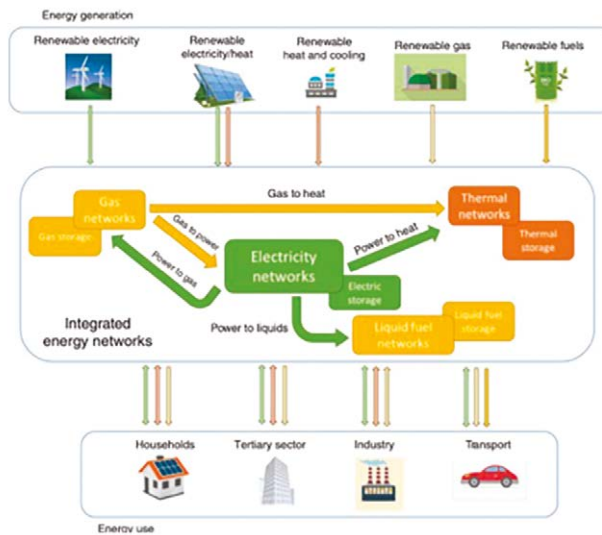 Energy generation
Renewable electricity
Renewable
electricity/heat
Renewable
heat and cooling
Renewable gas
Renewable fuels
Gas to heat
Gas
networks
Gas storage
Thermal
networks
Thermal
storage
Gas to power
Power to heat
Electricity
networks
Power to gas
Electric
storage
Integrated
energy networks
Power to liquids
Liquid fuel
storage
Liquid fuel
networks
Households
Tertiary sector
Industry
Transport
Energy use